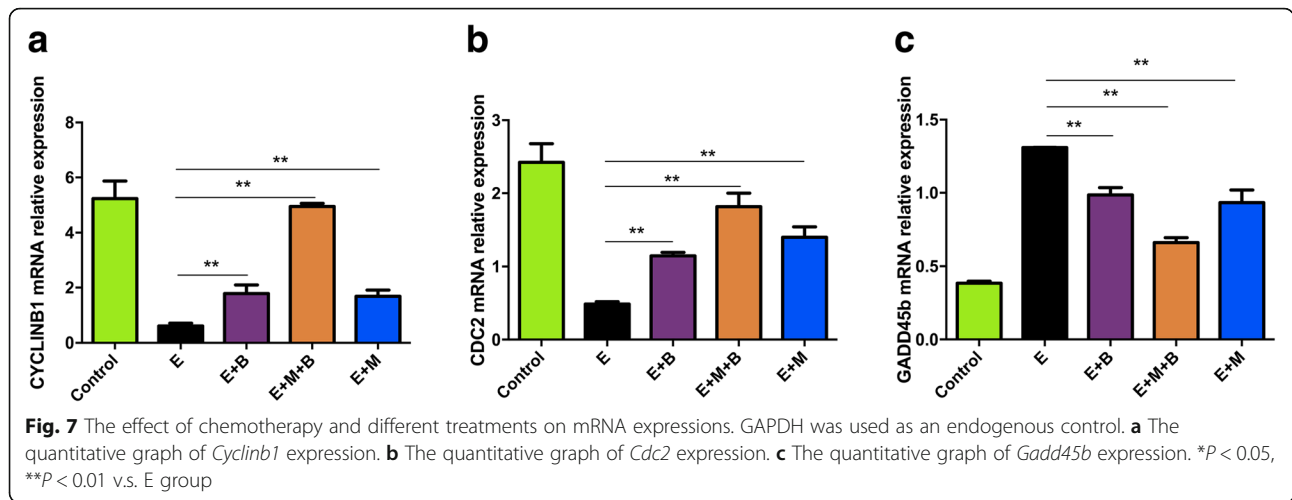 a
CYCLINB1 mRNA relative expression
8
6
4
2
0
**
**
**
Control
E
E+B
E+M+B
E+M
b
CDC2 mRNA relative expression
3
2
1
0
**
**
**
Control
E
E+B
E+M+B
E+M
c
GADD45b mRNA relative expression
1.5
1.0
0.5
0.0
**
**
**
Control
E
E+B
E+M+B
E+M
Fig. 7 The effect of chemotherapy and different treatments on mRNA expressions. GAPDH was used as an endogenous control. a The
quantitative graph of Cyclinb1 expression. b The quantitative graph of Cdc2 expression. c The quantitative graph of Gadd45b expression. *P < 0.05,
**P < 0.01 v.s. E group